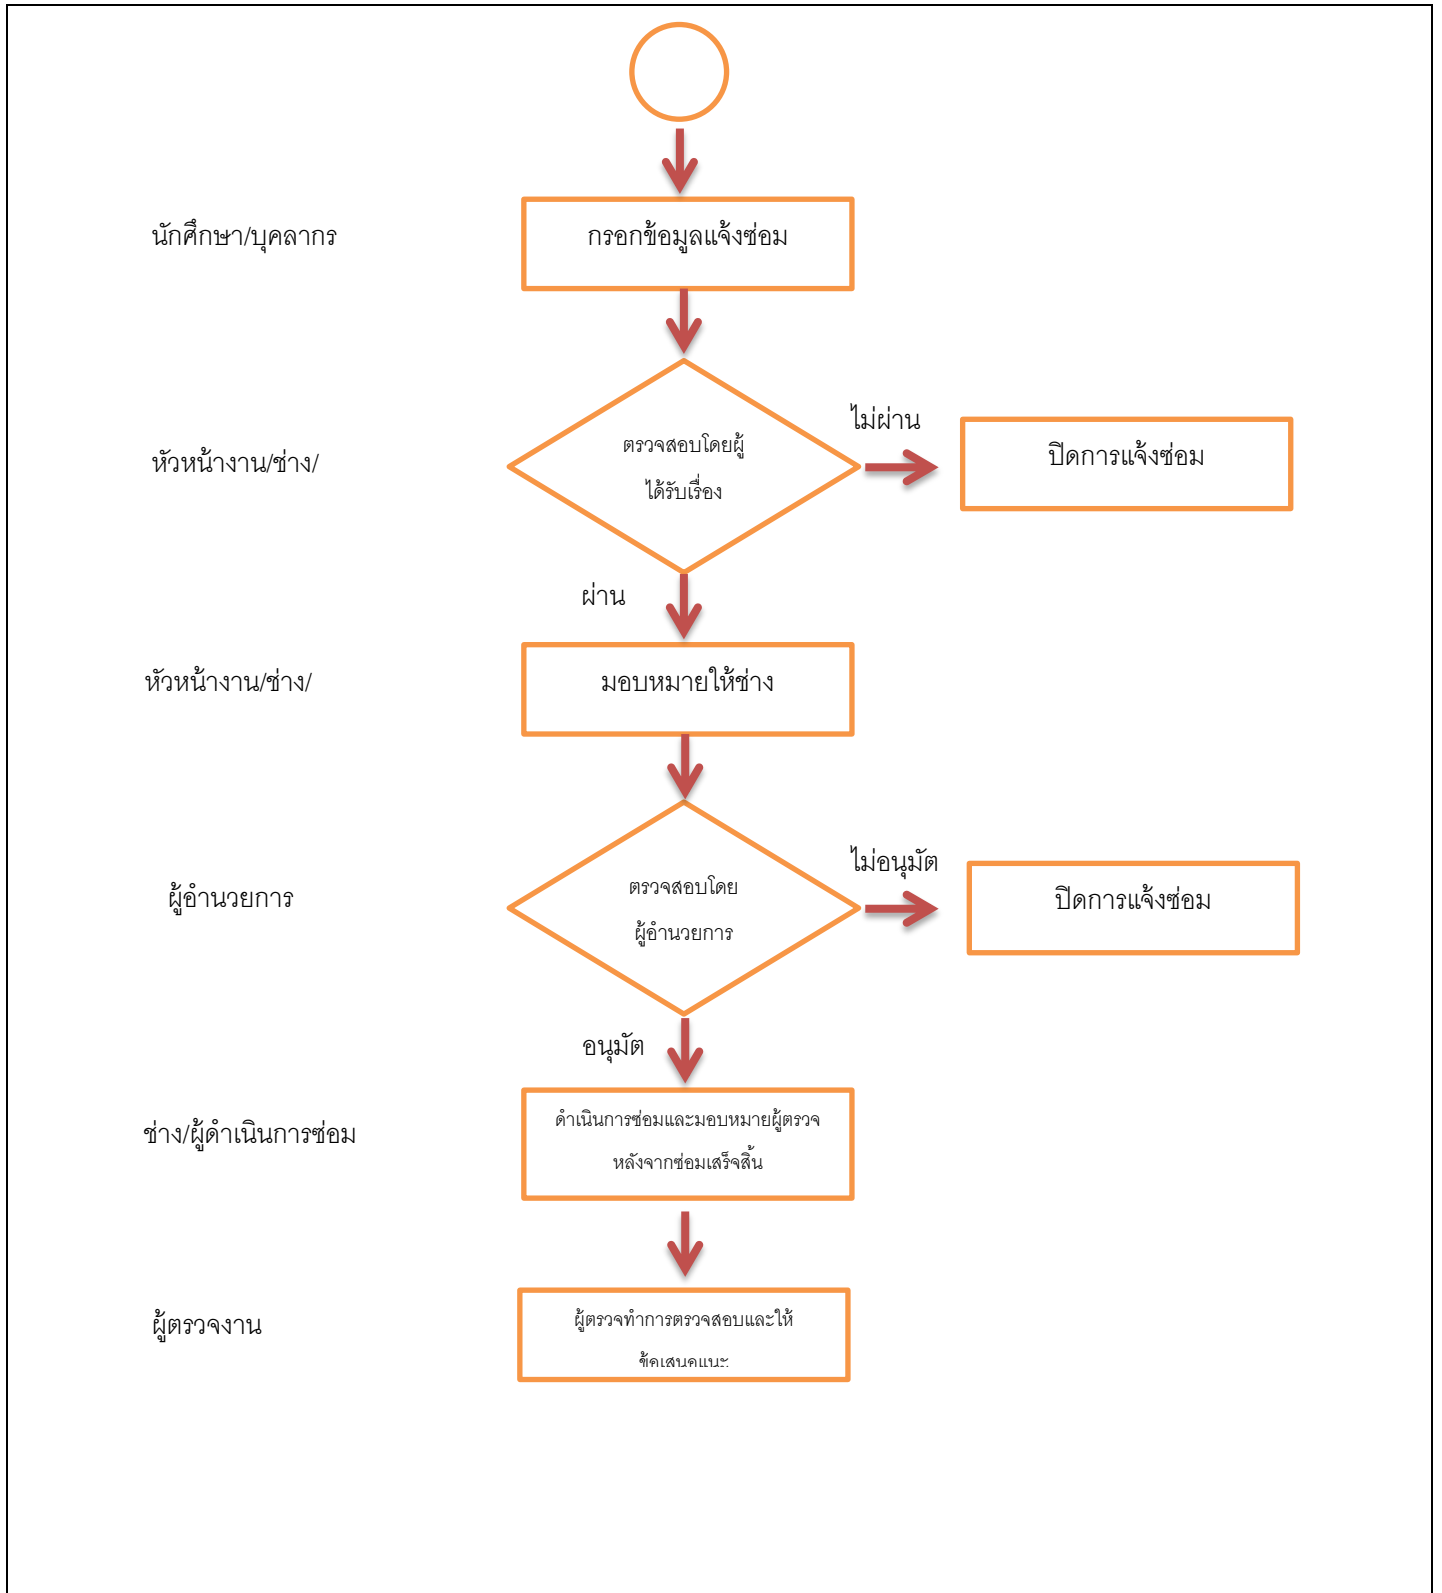 นักศึกษา/บุคลากร
กรอกข้อมูลแจ้งซ่อม
หัวหน้างาน/ช่าง/
ตรวจสอบโดยผู้
ได้รับเรื่อง
ไม่ผ่าน
ปิดการแจ้งซ่อม
ผ่าน
หัวหน้างาน/ช่าง/
มอบหมายให้ช่าง
ผู้อำนวยการ
ตรวจสอบโดย
ผู้อำนวยการ
ไม่อนุมัต
ปิดการแจ้งซ่อม
อนุมัต
ช่าง/ผู้ดำเนินการซ่อม
ดำเนินการซ่อมและมอบหมายผู้ตรวจ
หลังจากซ่อมเสร็จสิ้น
ผู้ตรวจงาน
ผู้ตรวจทำการตรวจสอบและให้
ข้อเสนอแนะ